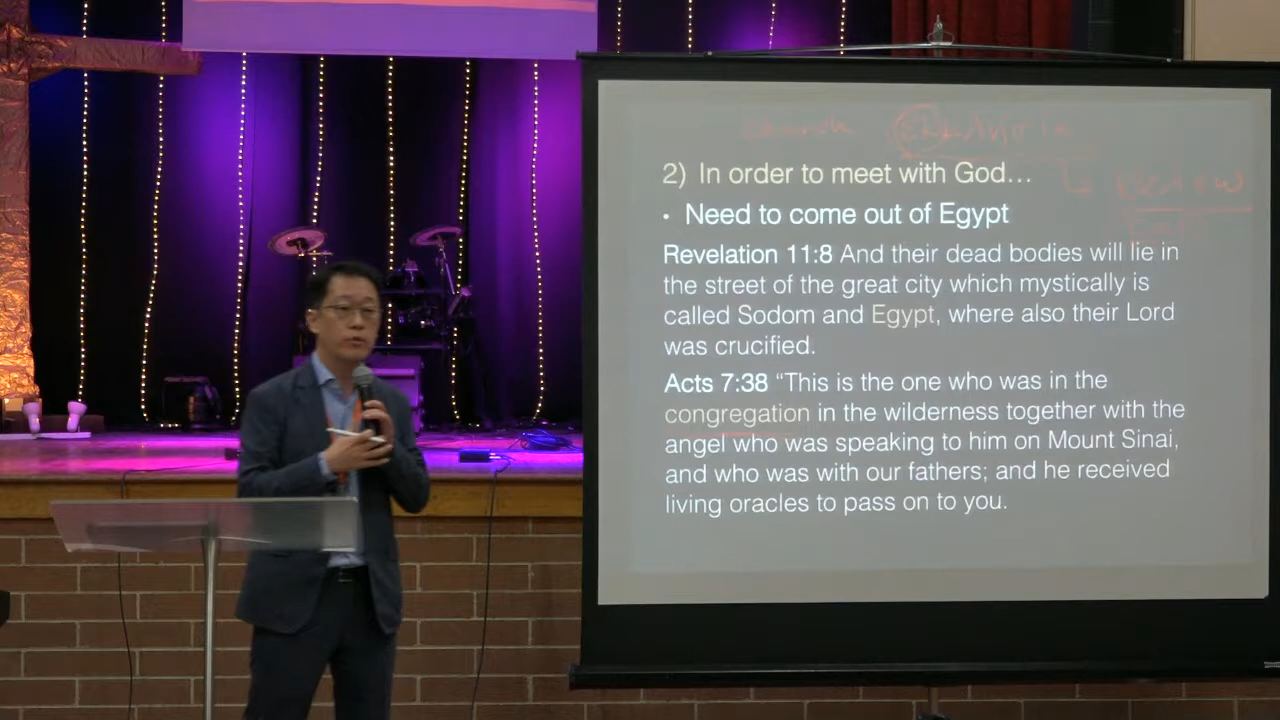 church
2) In order to meet with God…
• Need to come out of Egypt
Revelation 11:8 And their dead bodies will lie in
the street of the great city which mystically is
called Sodom and Egypt, where also their Lord
was crucified.
Acts 7:38 “This is the one who was in the
congregation in the wilderness together with the
angel who was speaking to him on Mount Sinai,
and who was with our fathers; and he received
living oracles to pass on to you.